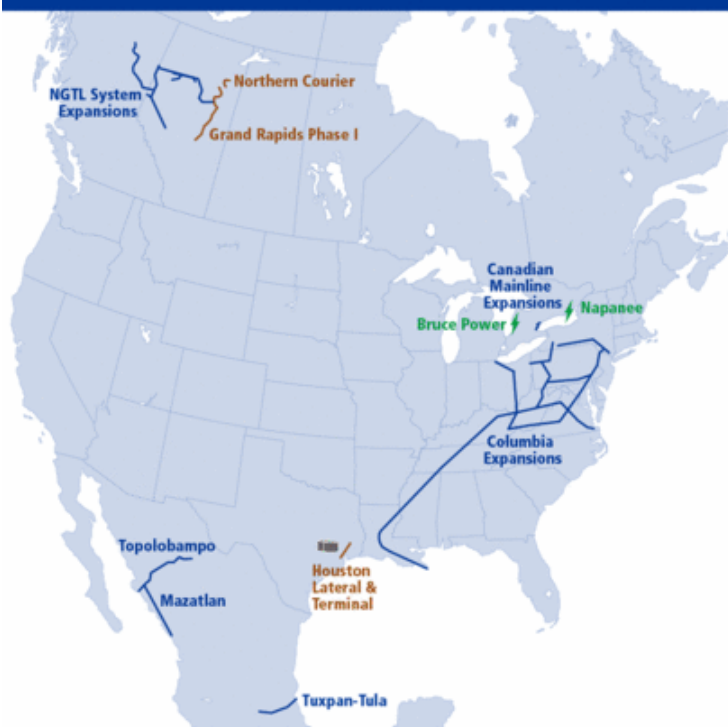 Northern Courier
NGTL System
Expansions
Grand Rapids Phase I
Canadian
Mainline
Expansions
Napanee
Bruce Power
Columbia
Expansions
Topolobampo
Mazatlan
Houston
Lateral &
Terminal
Tuxpan-Tula